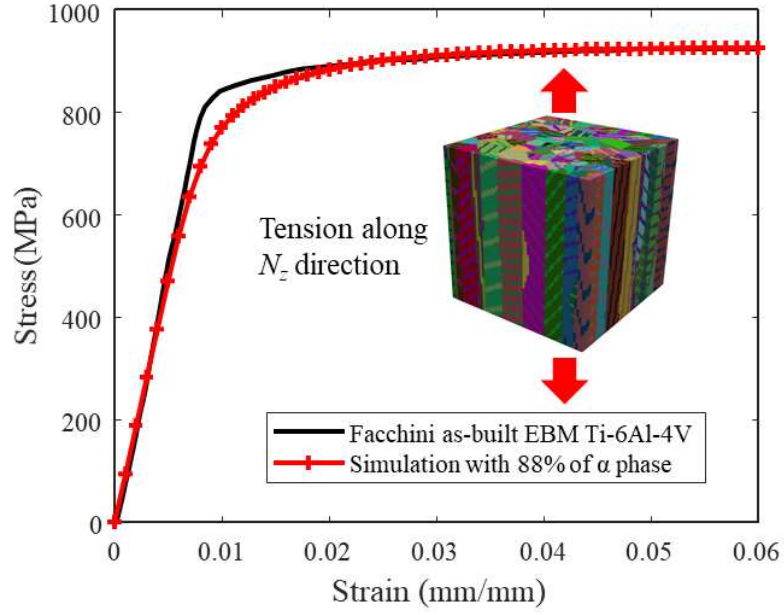 1000
800
600
400
200
0
Stress (MPa)
Tension along
N_z direction
Facchini as-built EBM Ti-6Al-4V
Simulation with 88% of α phase
0 0.01 0.02 0.03 0.04 0.05 0.06
Strain (mm/mm)